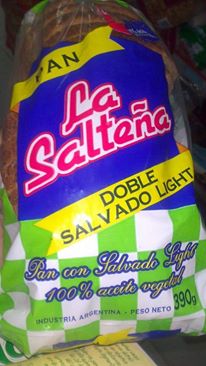 PAN
La
Salteña
DOBLE
SALVADO LIGHT
Pan con Salvado Light
100% aceite vegetal
390g
INDUSTRIA ARGENTINA - PESO NETO